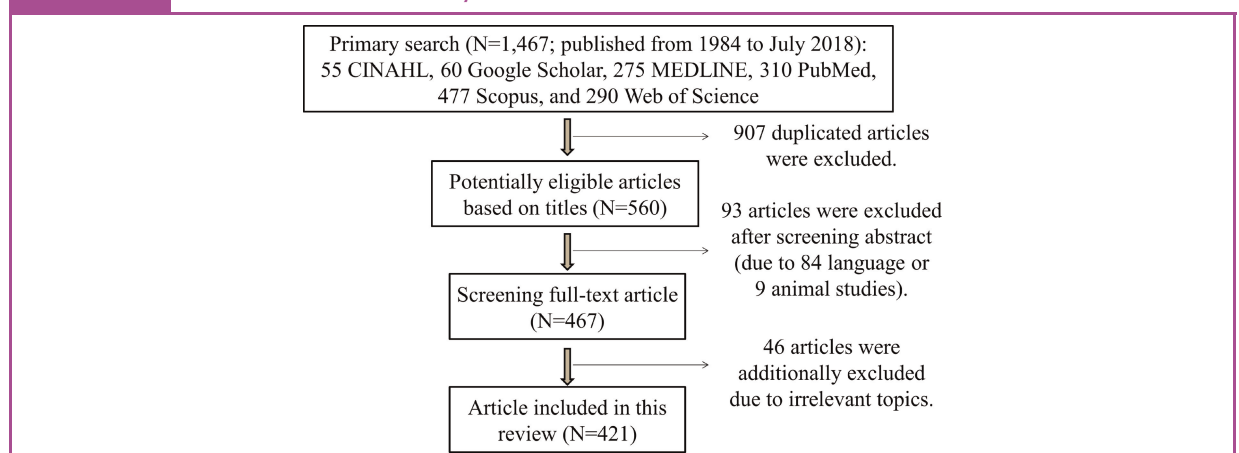 Primary search (N=1,467; published from 1984 to July 2018):
55 CINAHL, 60 Google Scholar, 275 MEDLINE, 310 PubMed,
477 Scopus, and 290 Web of Science
907 duplicated articles
were excluded.
Potentially eligible articles
based on titles (N=560)
93 articles were excluded
after screening abstract
(due to 84 language or
9 animal studies).
Screening full-text article
(N=467)
46 articles were
additionally excluded
due to irrelevant topics.
Article included in this
review (N=421)